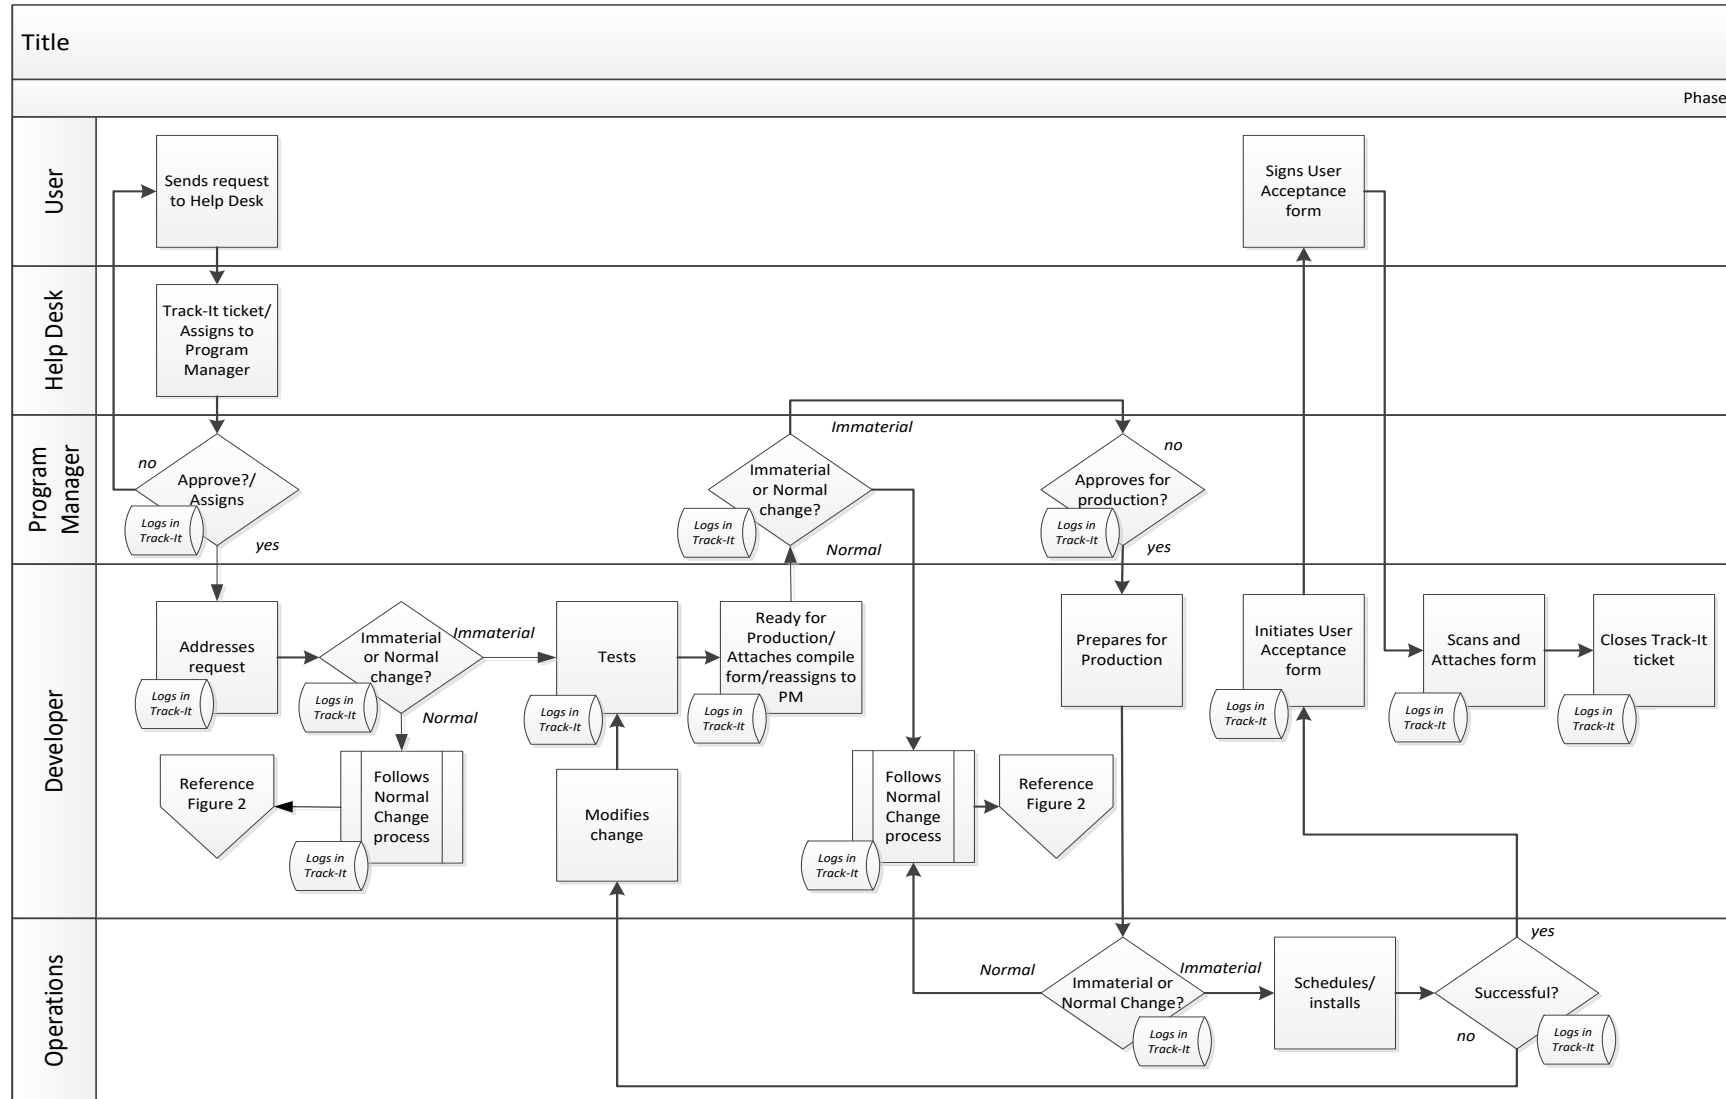 Title
Phase
User
Sends request
to Help Desk
Signs User
Acceptance
form
Help Desk
Track-It ticket/
Assigns to
Program
Manager
Program
Manager
no
Approve?/
Assigns
Logs in
Track-It
yes
Immaterial
Immaterial
or Normal
change?
Logs in
Track-It
Normal
no
Approves for
production?
Logs in
Track-It
yes
Developer
Addresses
request
Logs in
Track-It
Immaterial
or Normal
change?
Immaterial
Logs in
Track-It
Normal
Tests
Logs in
Track-It
Ready for
Production/
Attaches compile
form/reassigns to
PM
Logs in
Track-It
Prepares for
Production
Initiates User
Acceptance
form
Logs in
Track-It
Scans and
Attaches form
Logs in
Track-It
Closes Track-It
ticket
Logs in
Track-It
Reference
Figure 2
Follows
Normal
Change
process
Logs in
Track-It
Modifies
change
Follows
Normal
Change
process
Logs in
Track-It
Reference
Figure 2
Operations
Normal
Immaterial or
Normal Change?
Immaterial
Logs in
Track-It
Schedules/
installs
yes
Successful?
no
Logs in
Track-It